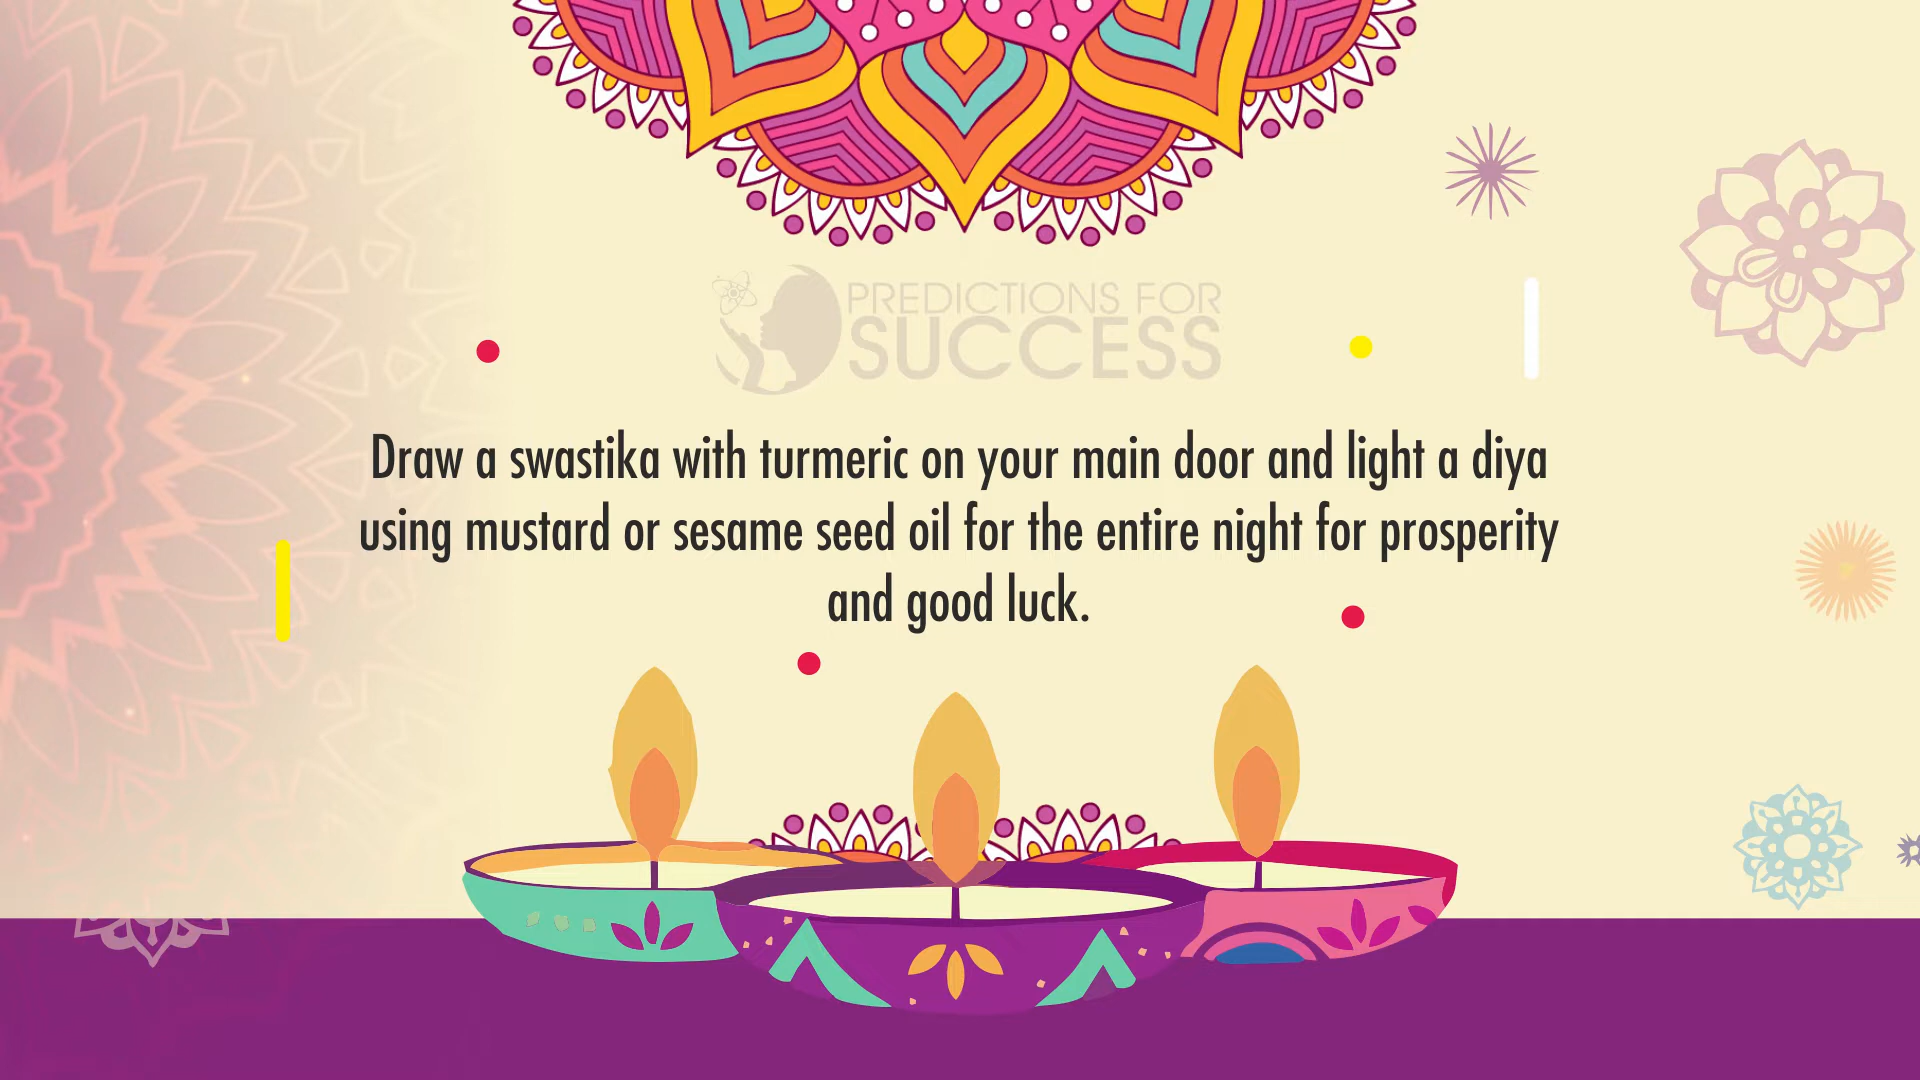 PREDICTIONS FOR
SUCCESS
Draw a swastika with turmeric on your main door and light a diya
using mustard or sesame seed oil for the entire night for prosperity
and good luck.